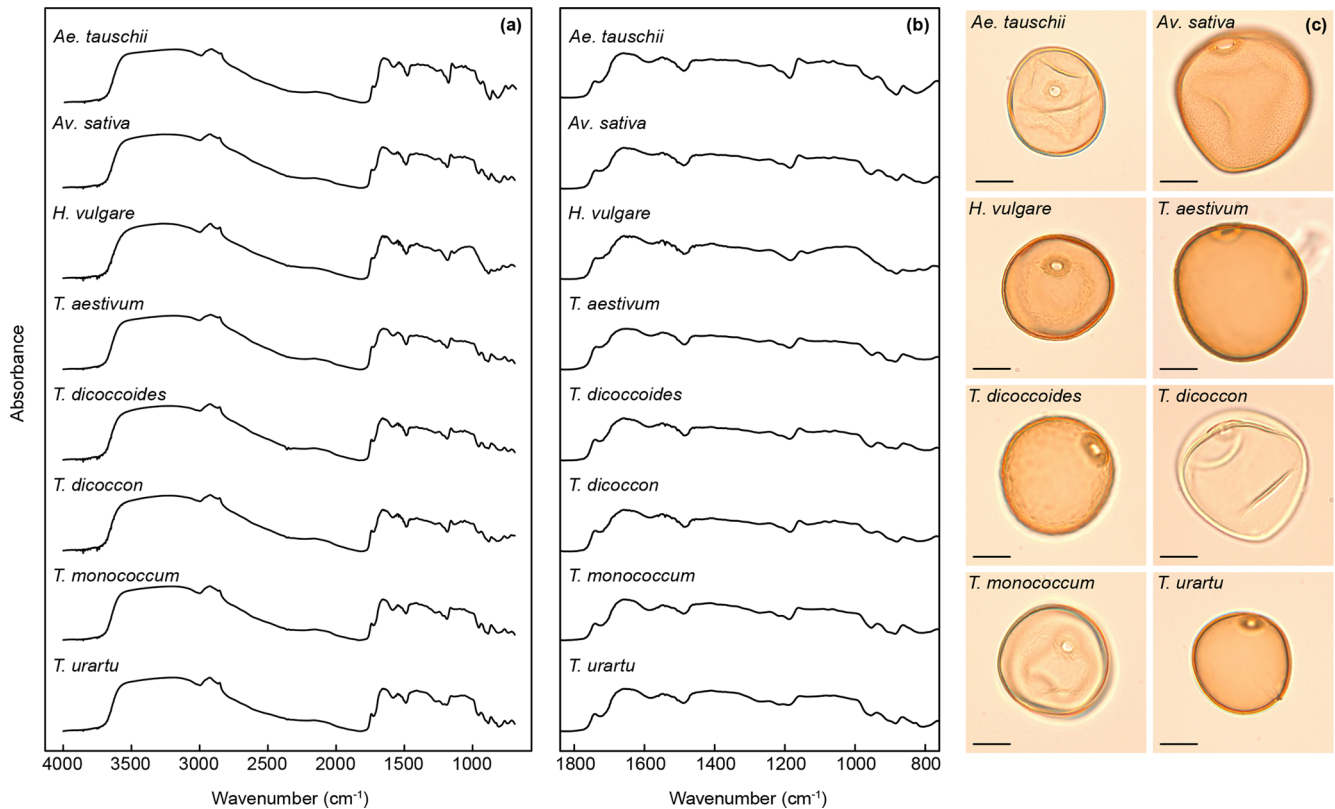 (a)
Ae. tauschii
Av. sativa
H. vulgare
T. aestivum
T. dicoccoides
T. dicoccon
T. monococcum
T. urartu
Absorbance
4000 3500 3000 2500 2000 1500 1000
Wavenumber (cm⁻¹)
(b)
Ae. tauschii
Av. sativa
H. vulgare
T. aestivum
T. dicoccoides
T. dicoccon
T. monococcum
T. urartu
1800 1600 1400 1200 1000 800
Wavenumber (cm⁻¹)
Ae. tauschii
Av. sativa (c)
H. vulgare
T. aestivum
T. dicoccoides
T. dicoccon
T. monococcum
T. urartu